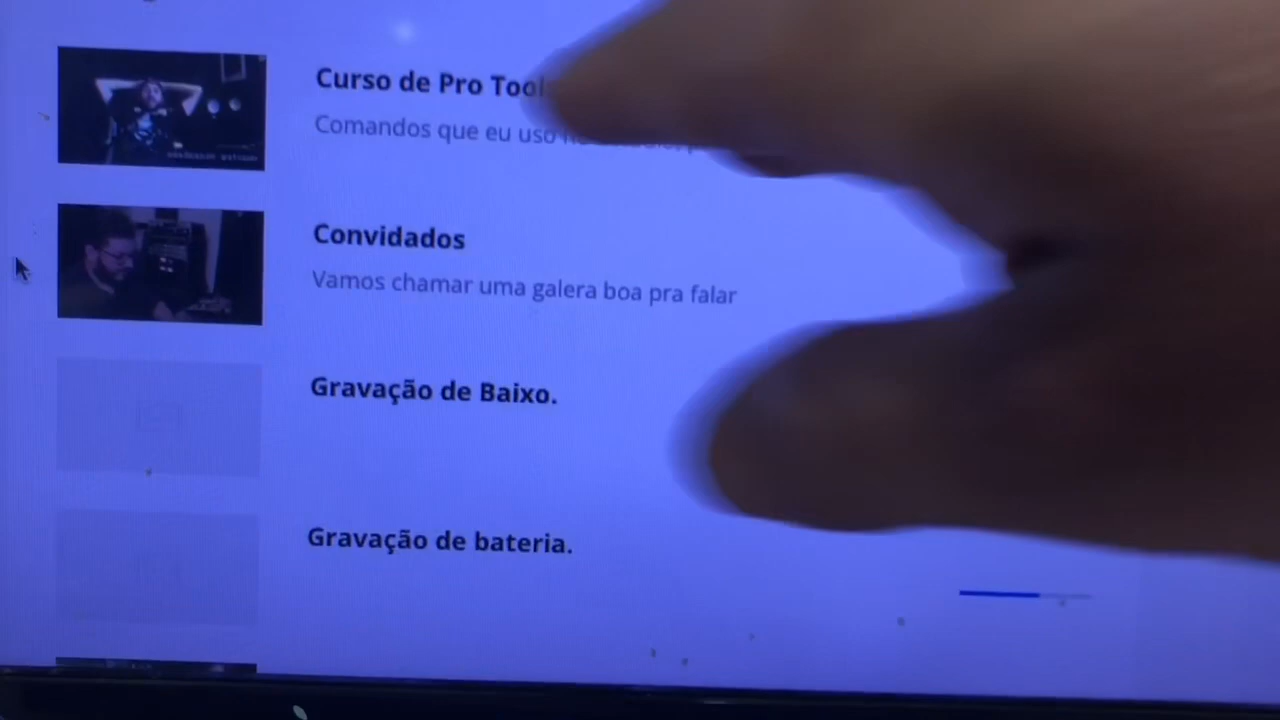 Curso de Pro Tools
Comandos que eu uso
Convidados
Vamos chamar uma galera boa pra falar
Gravação de Baixo.
Gravação de bateria.